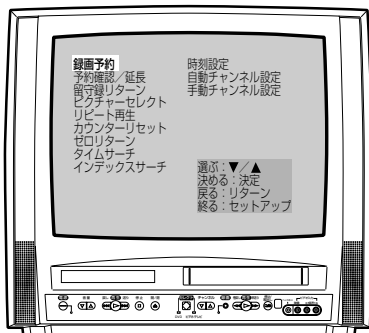 録画予約
予約確認／延長
留守録リターン
ピクチャーセレクト
リピート再生
カウンターリセット
ゼロリターン
タイムサーチ
インデックスサーチ
時刻設定
自動チャンネル設定
手動チャンネル設定
選ぶ：▼／▲
決める：決定
戻る：リターン
終る：セットアップ
チャンネル